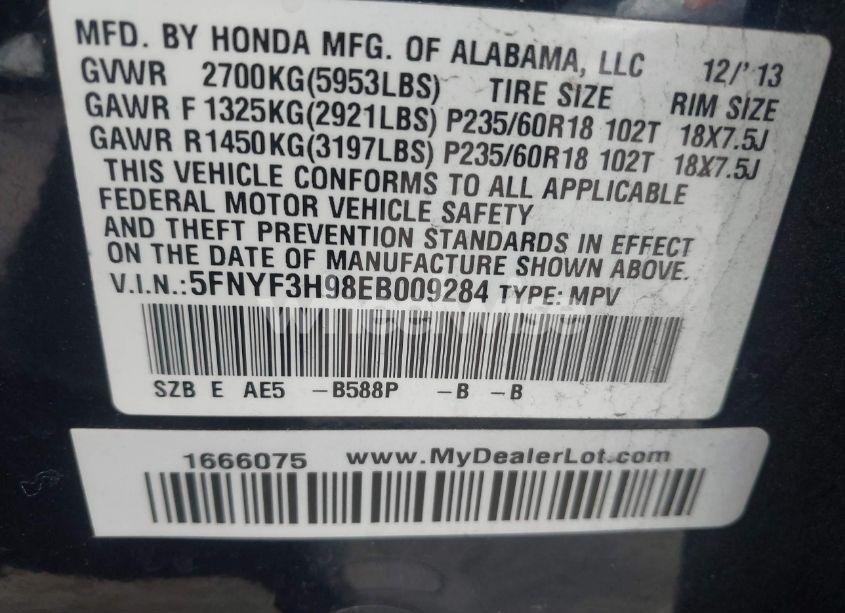 MFD. BY HONDA MFG. OF ALABAMA, LLC 12/'13
GVWR 2700KG(5953LBS) TIRE SIZE RIM SIZE
GAWR F 1325KG(2921LBS) P235/60R18 102T 18X7.5J
GAWR R1450KG(3197LBS) P235/60R18 102T 18X7.5J
THIS VEHICLE CONFORMS TO ALL APPLICABLE
FEDERAL MOTOR VEHICLE SAFETY
AND THEFT PREVENTION STANDARDS IN EFFECT
ON THE DATE OF MANUFACTURE SHOWN ABOVE.
V.I.N.:5FNYF3H98EB009284 TYPE: MPV
WheelWise
SZB E AE5 -B588P -B -B
1666075 www.MyDealerLot.com